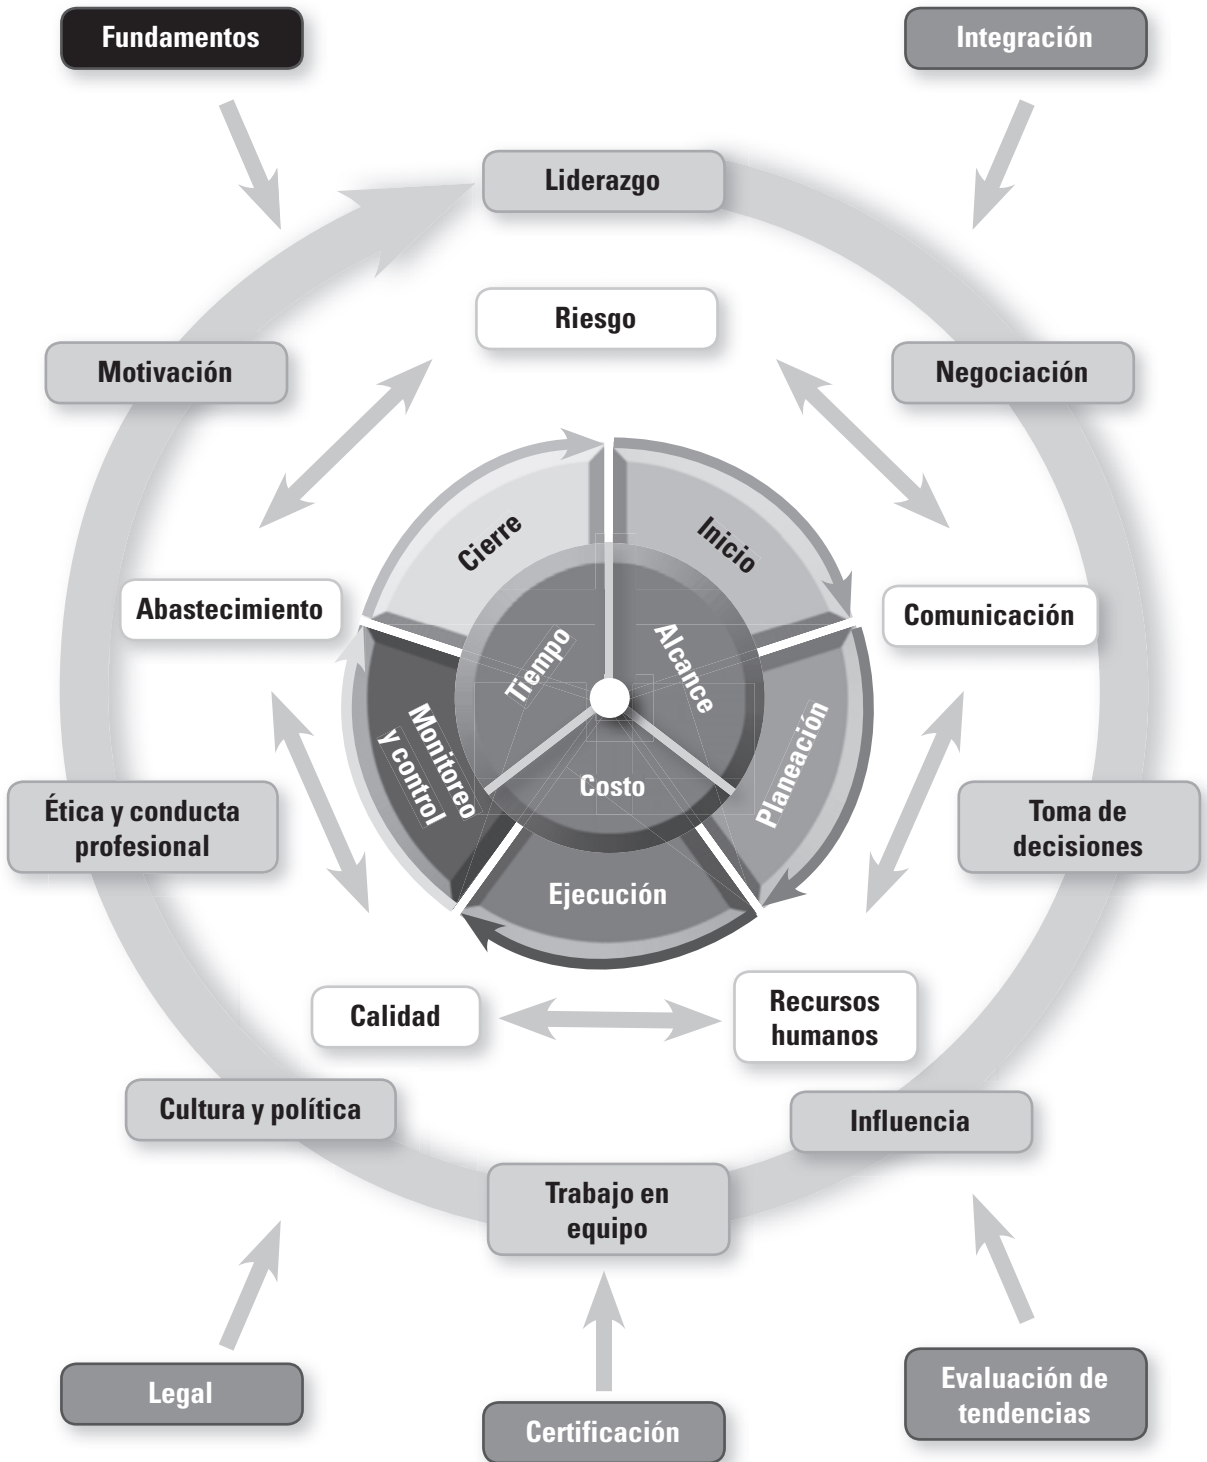 Fundamentos
Integración
Liderazgo
Riesgo
Motivación
Negociación
Cierre
Inicio
Abastecimiento
Comunicación
Tiempo
Alcance
Monitoreo
y control
Costo
Planeación
Ética y conducta
profesional
Toma de
decisiones
Ejecución
Calidad
Recursos
humanos
Cultura y política
Influencia
Trabajo en
equipo
Legal
Certificación
Evaluación de
tendencias